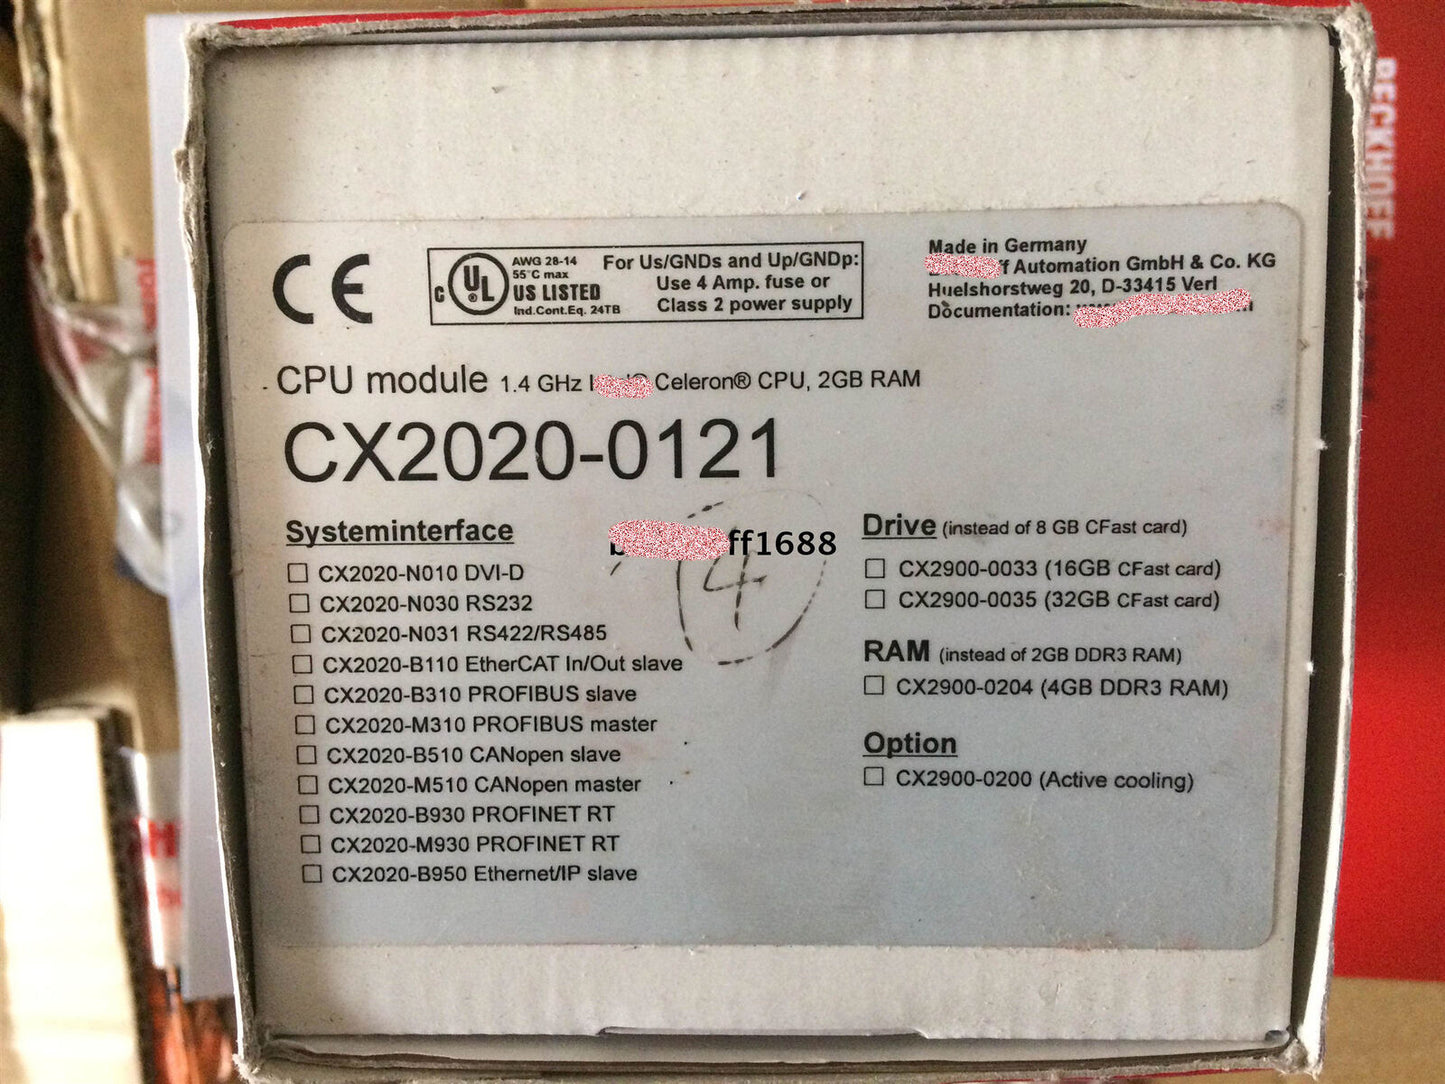 CE
C UL® US LISTED
AWG 28-14
55°C max
Ind.Cont.Eq. 24TB
For Us/GNDs and Up/GNDp:
Use 4 Amp. fuse or
Class 2 power supply
Made in Germany
Automation GmbH & Co. KG
Huelshorstweg 20, D-33415 Verl
Documentation:
CPU module 1.4 GHz Celeron® CPU, 2GB RAM
CX2020-0121
Systeminterface
CX2020-N010 DVI-D
CX2020-N030 RS232
CX2020-N031 RS422/RS485
CX2020-B110 EtherCAT In/Out slave
CX2020-B310 PROFIBUS slave
CX2020-M310 PROFIBUS master
CX2020-B510 CANopen slave
CX2020-M510 CANopen master
CX2020-B930 PROFINET RT
CX2020-M930 PROFINET RT
CX2020-B950 Ethernet/IP slave
ff1688
4
Drive (instead of 8 GB CFast card)
CX2900-0033 (16GB CFast card)
CX2900-0035 (32GB CFast card)
RAM (instead of 2GB DDR3 RAM)
CX2900-0204 (4GB DDR3 RAM)
Option
CX2900-0200 (Active cooling)
BECKHOFF